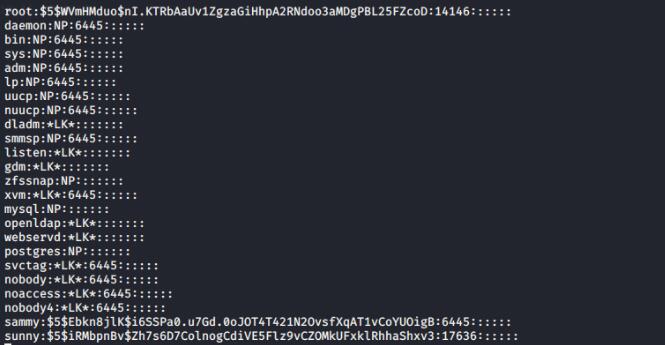 root:$5$WVmHMduo$nI.KTRbAaUv1ZgzaGiHhpA2RNdoo3aMDgPBL25FZcoD:14146::::::
daemon:NP:6445::::::
bin:NP:6445::::::
sys:NP:6445::::::
adm:NP:6445::::::
lp:NP:6445::::::
uucp:NP:6445::::::
nuucp:NP:6445::::::
dladm:*LK*:::::::
smmsp:NP:6445::::::
listen:*LK*:::::::
gdm:*LK*:::::::
zfssnap:NP:::::::
xvm:*LK*:6445::::::
mysql:NP:::::::
openldap:*LK*:::::::
webservd:*LK*:::::::
postgres:NP:::::::
svctag:*LK*:6445::::::
nobody:*LK*:6445::::::
noaccess:*LK*:6445::::::
nobody4:*LK*:6445::::::
sammy:$5$Ebkn8jlK$i6SSPa0.u7Gd.0oJOT4T421N2OvsfXqAT1vCoYUOigB:6445::::::
sunny:$5$iRMbpnBv$Zh7s6D7ColnogCdiVE5Flz9vCZOMkUFxklRhhaShxv3:17636::::::